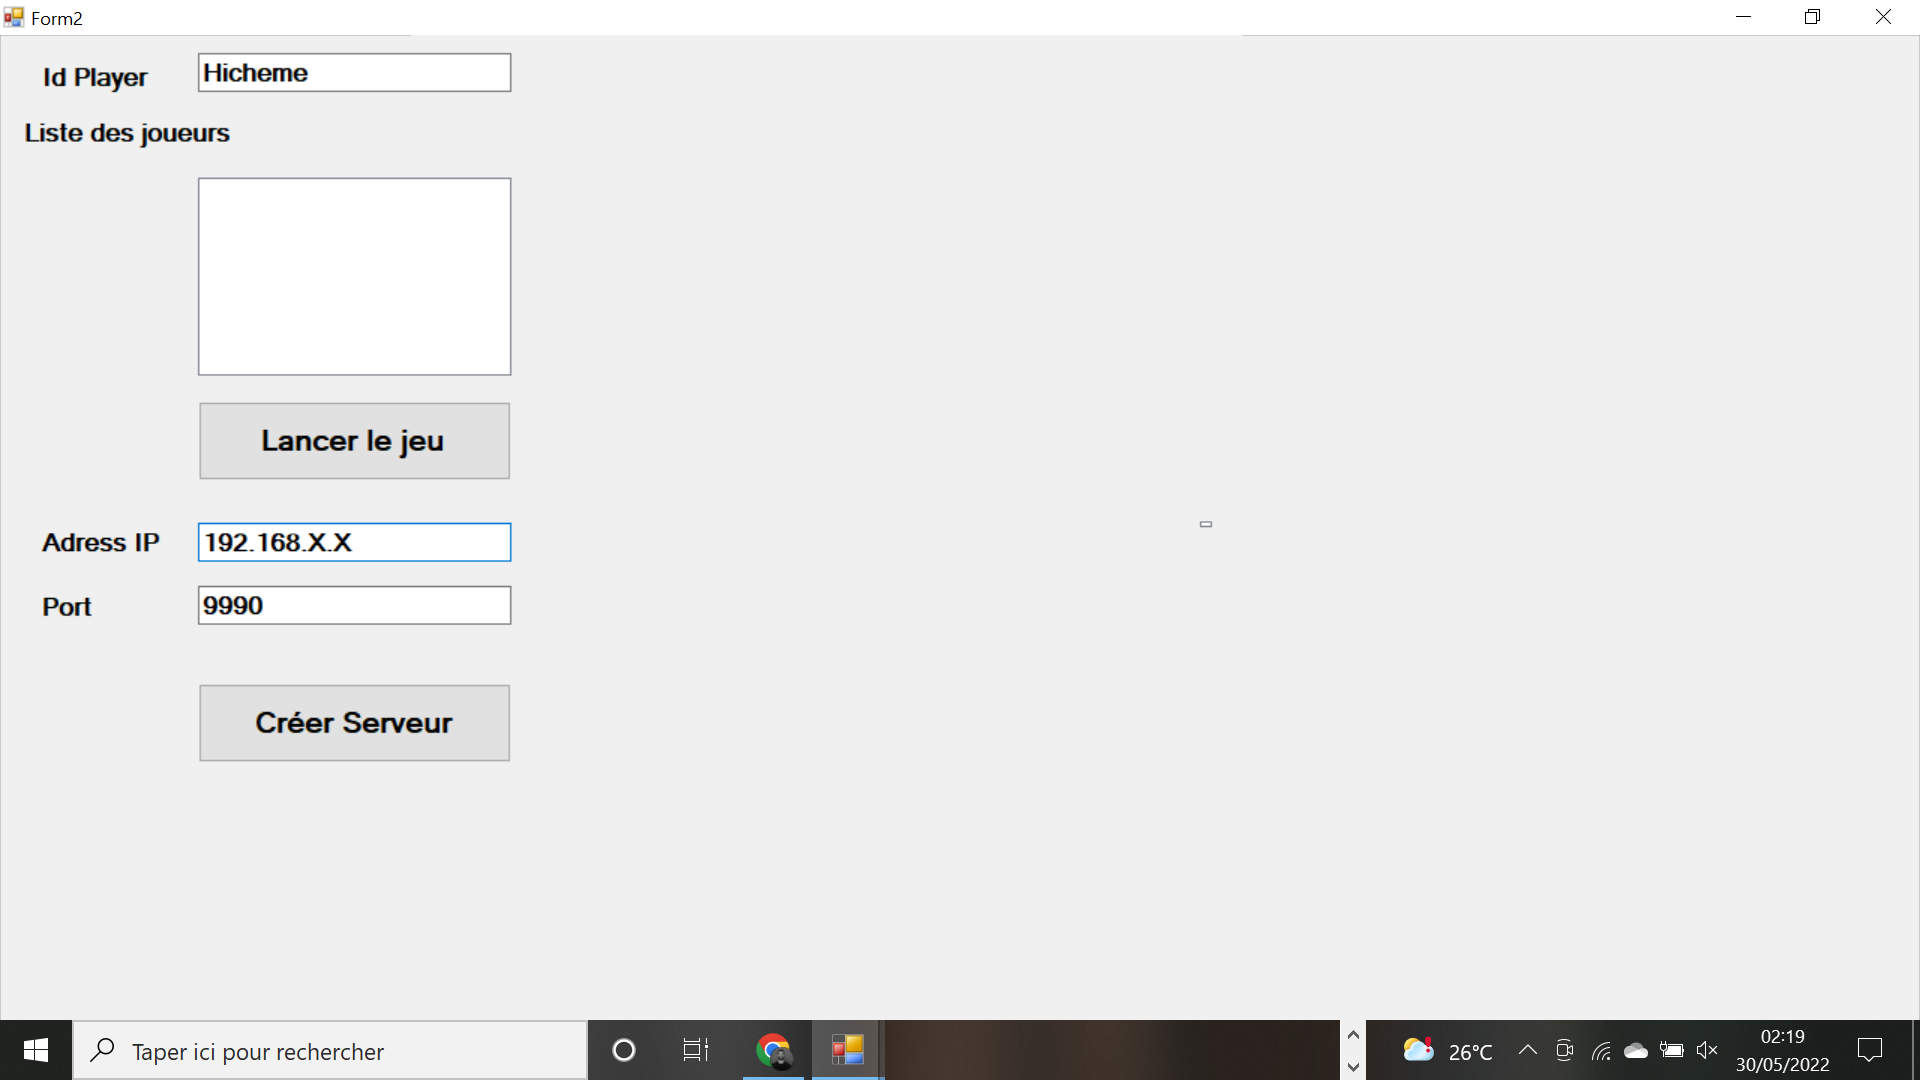 Form2
Id Player
Hicheme
Liste des joueurs
Lancer le jeu
Adress IP
192.168.X.X
Port
9990
Créer Serveur
Taper ici pour rechercher
26°C
02:19
30/05/2022